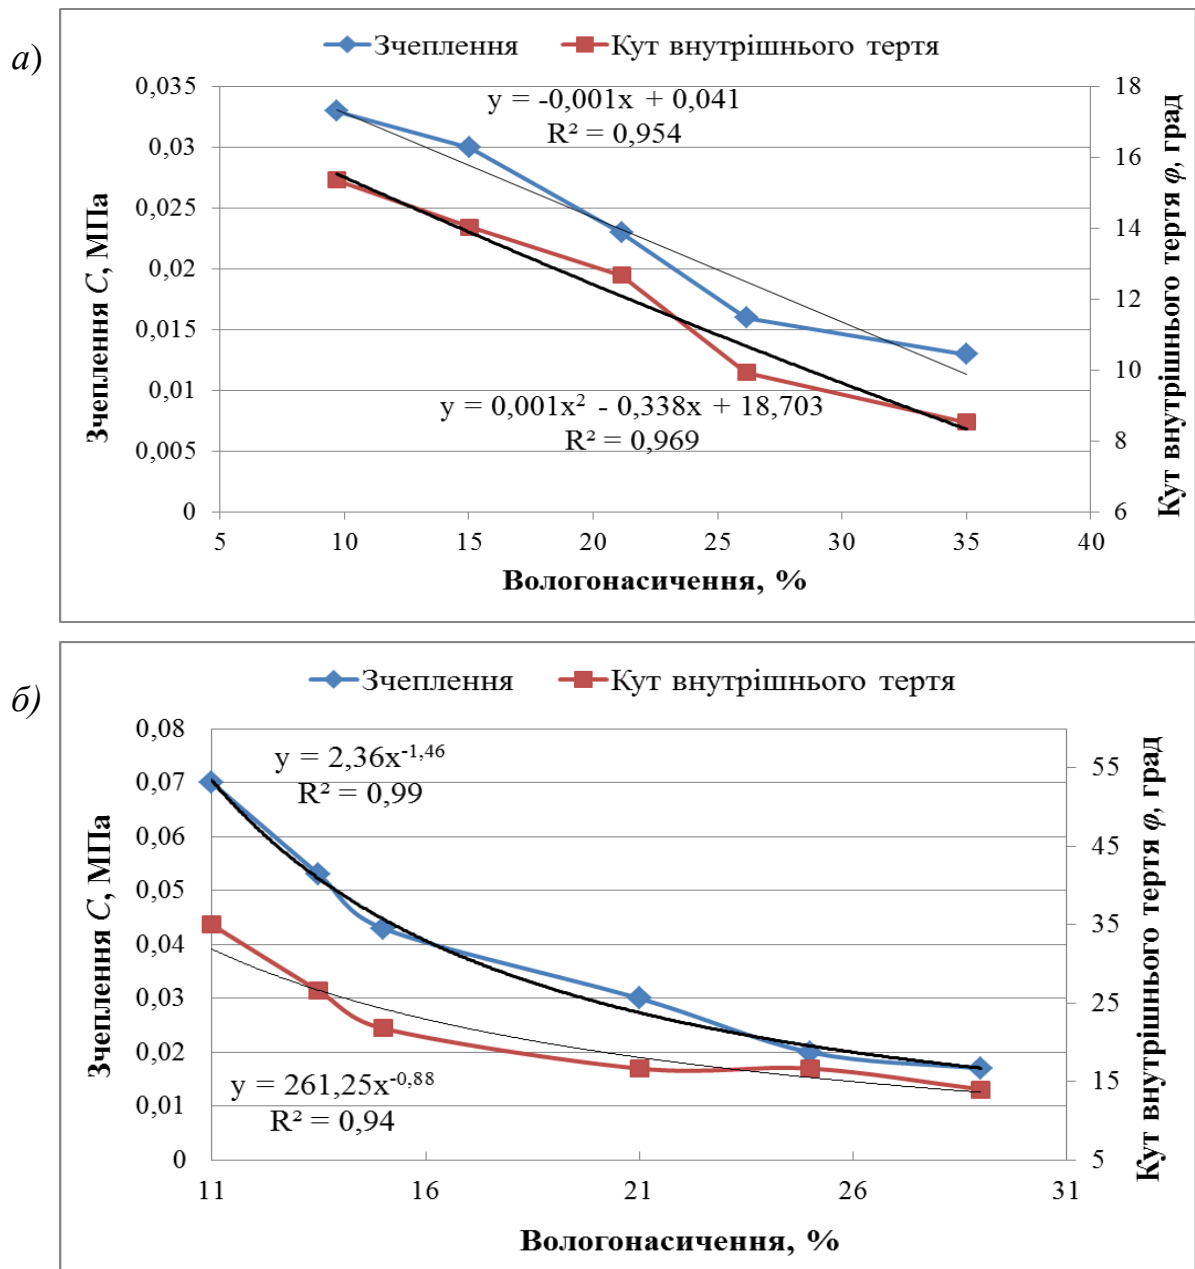 а)
Зчеплення Кут внутрішнього тертя
0,035
0,03
0,025
0,02
0,015
0,01
0,005
0
Зчеплення С, МПа
y = -0,001x + 0,041
R² = 0,954
y = 0,001x² - 0,338x + 18,703
R² = 0,969
18
16
14
12
10
8
6
Кут внутрішнього тертя φ, град
5 10 15 20 25 30 35 40
Вологонасичення, %
б)
Зчеплення Кут внутрішнього тертя
0,08
0,07
0,06
0,05
0,04
0,03
0,02
0,01
0
Зчеплення С, МПа
y = 2,36x⁻¹,⁴⁶
R² = 0,99
y = 261,25x⁻⁰,⁸⁸
R² = 0,94
55
45
35
25
15
5
Кут внутрішнього тертя φ, град
11 16 21 26 31
Вологонасичення, %